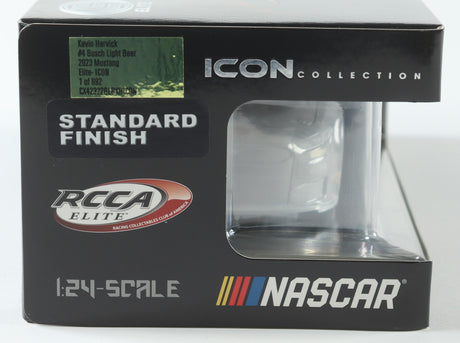 Kevin Harvick
#4 Busch Light Beer
2023 Mustang
Elite-ICON
1 of 892
ICON COLLECTION
STANDARD
FINISH
RCCA
ELITE
RACING COLLECTABLES CLUB of AMERICA
1:24-SCALE
NASCAR